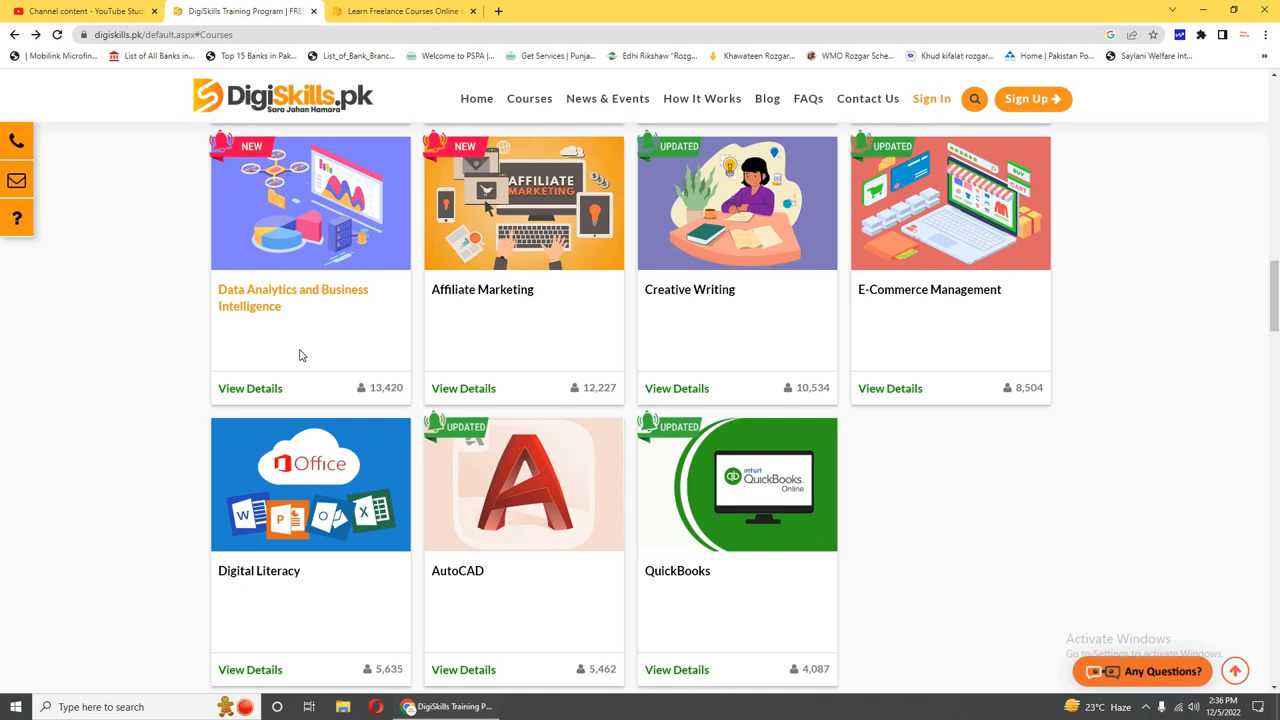 Channel content - YouTube Studi
DigiSkills Training Program | FREE
Learn Freelance Courses Online
digiskills.pk/default.aspx#Courses
| Mobilink Microfin...
List of All Banks in...
Top 15 Banks in Pak...
List_of_Bank_Branc...
Welcome to PSPA |...
Get Services | Punja...
Edhi Rikshaw "Rozg...
Khawateen Rozgar...
WMO Rozgar Sche...
Khud kifalat rozgar...
Home | Pakistan Po...
Saylani Welfare Int...
»
DigiSkills.pk
Sara Jahan Hamara
Home
Courses
News & Events
How It Works
Blog
FAQs
Contact Us
Sign In
Sign Up
?
NEW
NEW
AFFILIATE
MARKETING
UPDATED
UPDATED
BUY
CART
Data Analytics and Business
Intelligence
View Details
13,420
Affiliate Marketing
View Details
12,227
Creative Writing
View Details
10,534
E-Commerce Management
View Details
8,504
Office
W
P
O
X
UPDATED
A
UPDATED
qb
intuit
QuickBooks.
Online
Digital Literacy
View Details
5,635
AutoCAD
View Details
5,462
QuickBooks
View Details
4,087
Activate Windows
Go to Settings to activate Windows.
Any Questions?
Type here to search
DigiSkills Training P...
23°C Haze
2:36 PM
12/5/2022